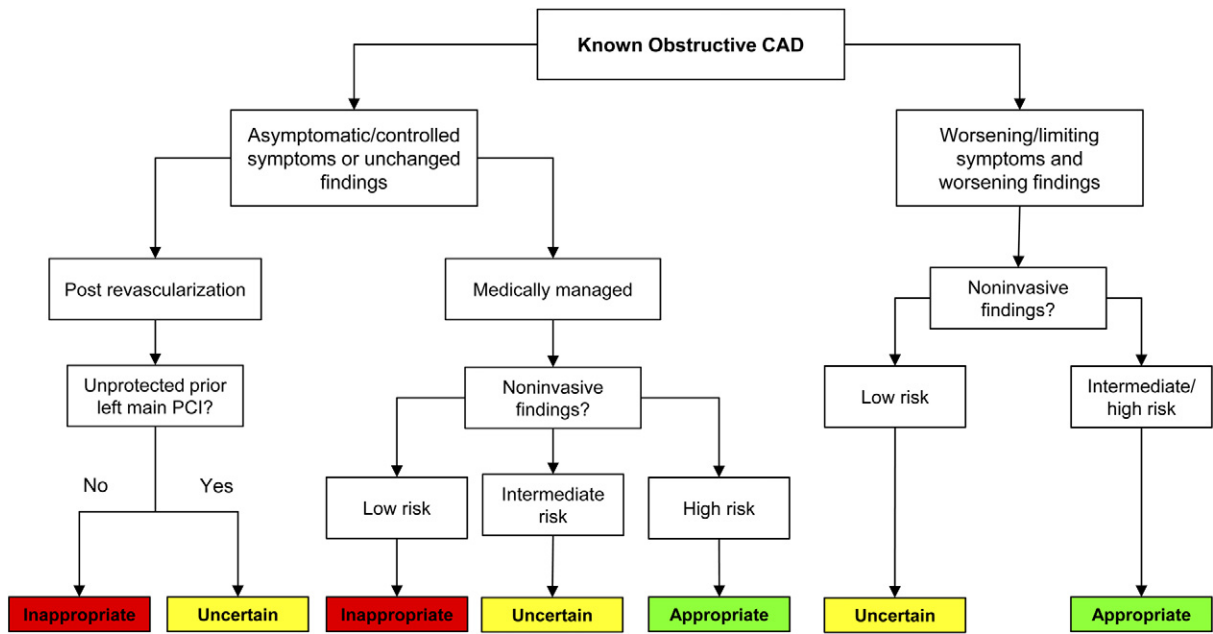 Known Obstructive CAD
Asymptomatic/controlled
symptoms or unchanged
findings
Worsening/limiting
symptoms and
worsening findings
Post revascularization
Medically managed
Noninvasive
findings?
Unprotected prior
left main PCI?
Noninvasive
findings?
Low risk
Intermediate/
high risk
No
Yes
Low risk
Intermediate
risk
High risk
Inappropriate
Uncertain
Inappropriate
Uncertain
Appropriate
Uncertain
Appropriate